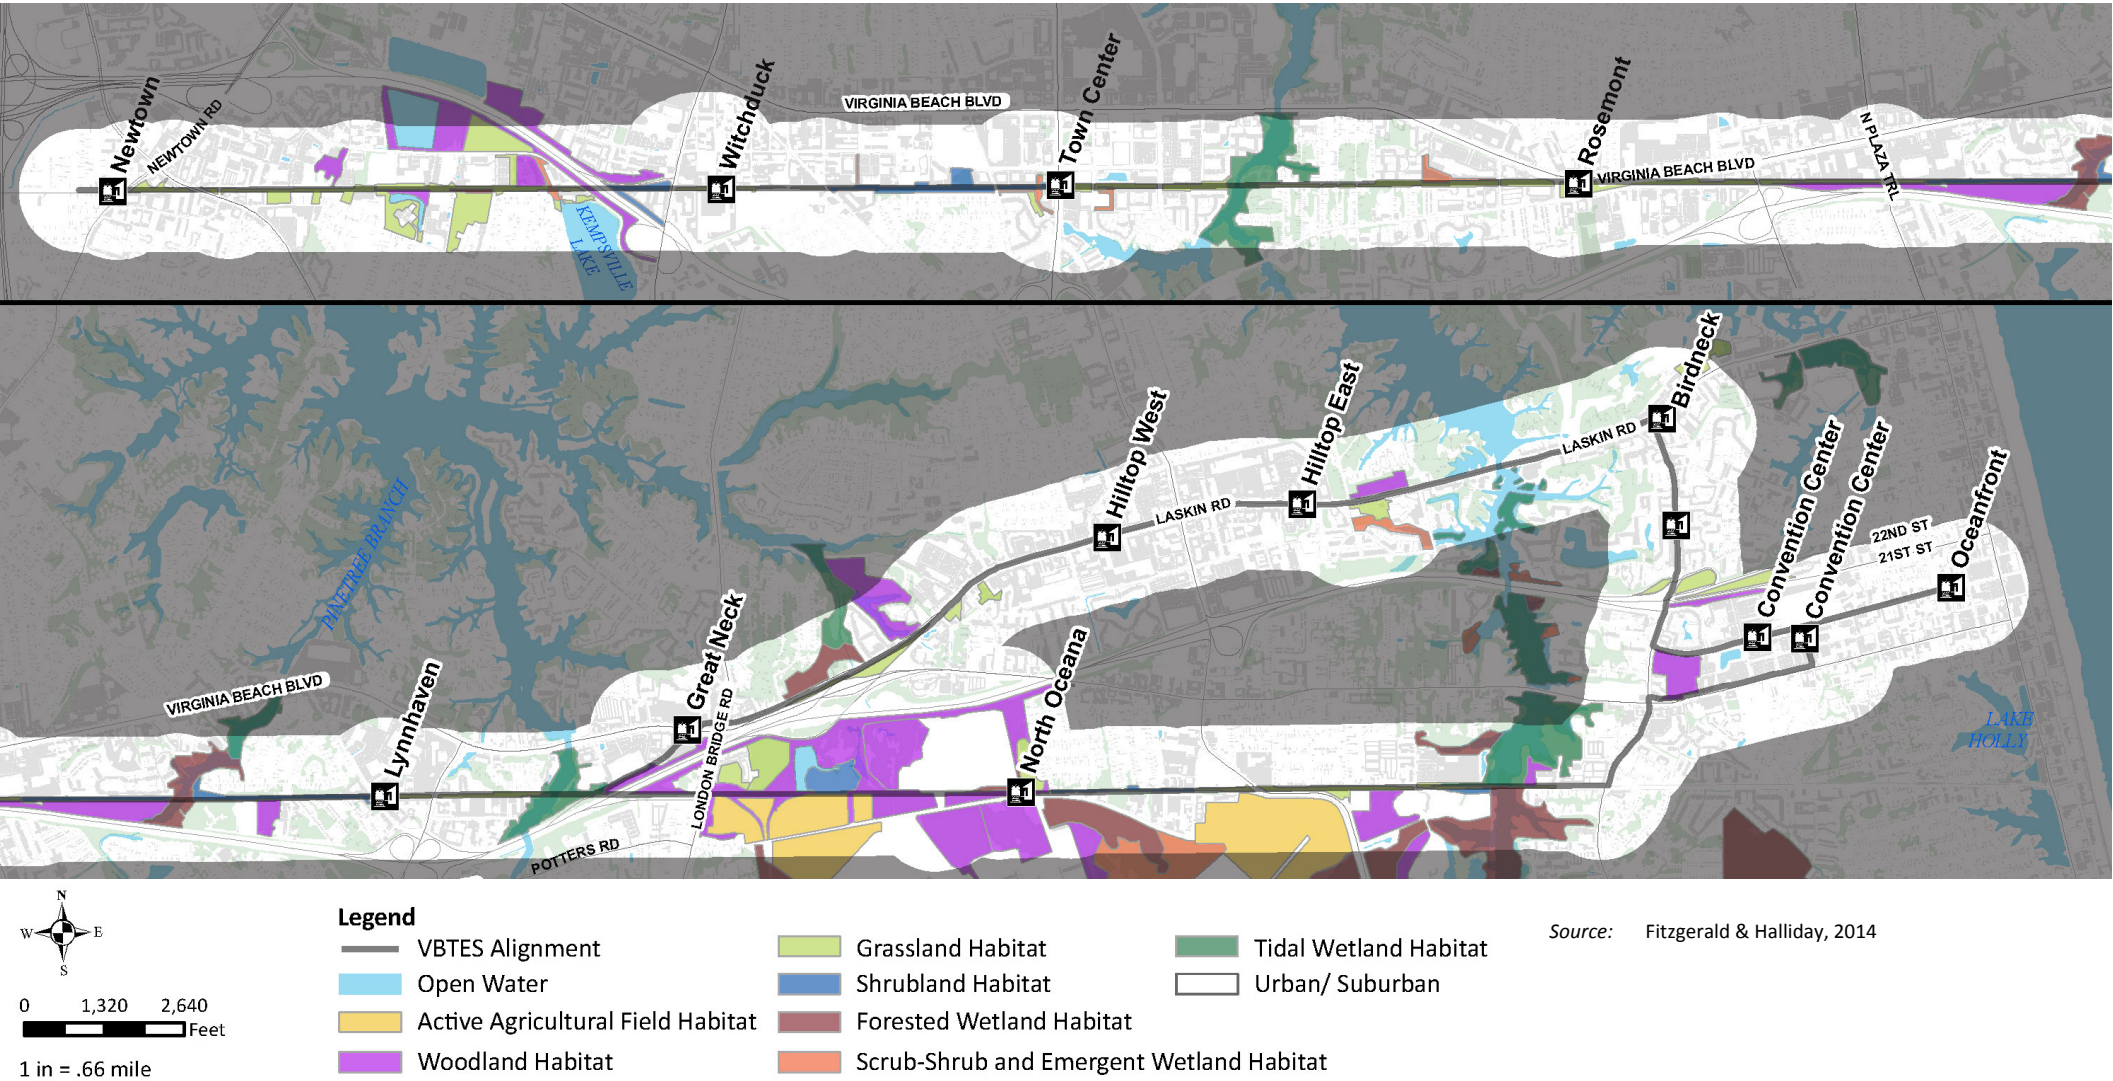 Newtown
NEWTOWN RD
KEMPSVILLE
LAKE
Witchduck
VIRGINIA BEACH BLVD
Town Center
Rosemont
VIRGINIA BEACH BLVD
N PLAZA TRL
PINETREE BRANCH
VIRGINIA BEACH BLVD
Lynnhaven
POTTERS RD
Great Neck
LONDON BRIDGE RD
North Oceana
Hilltop West
LASKIN RD
Hilltop East
LASKIN RD
Birdneck
Convention Center
Convention Center
22ND ST
21ST ST
Oceanfront
LAKE
HOLLY
N
W E
S
0 1,320 2,640
Feet
1 in = .66 mile
Legend
VBTES Alignment
Open Water
Active Agricultural Field Habitat
Woodland Habitat
Grassland Habitat
Shrubland Habitat
Forested Wetland Habitat
Scrub-Shrub and Emergent Wetland Habitat
Tidal Wetland Habitat
Urban/ Suburban
Source: Fitzgerald & Halliday, 2014